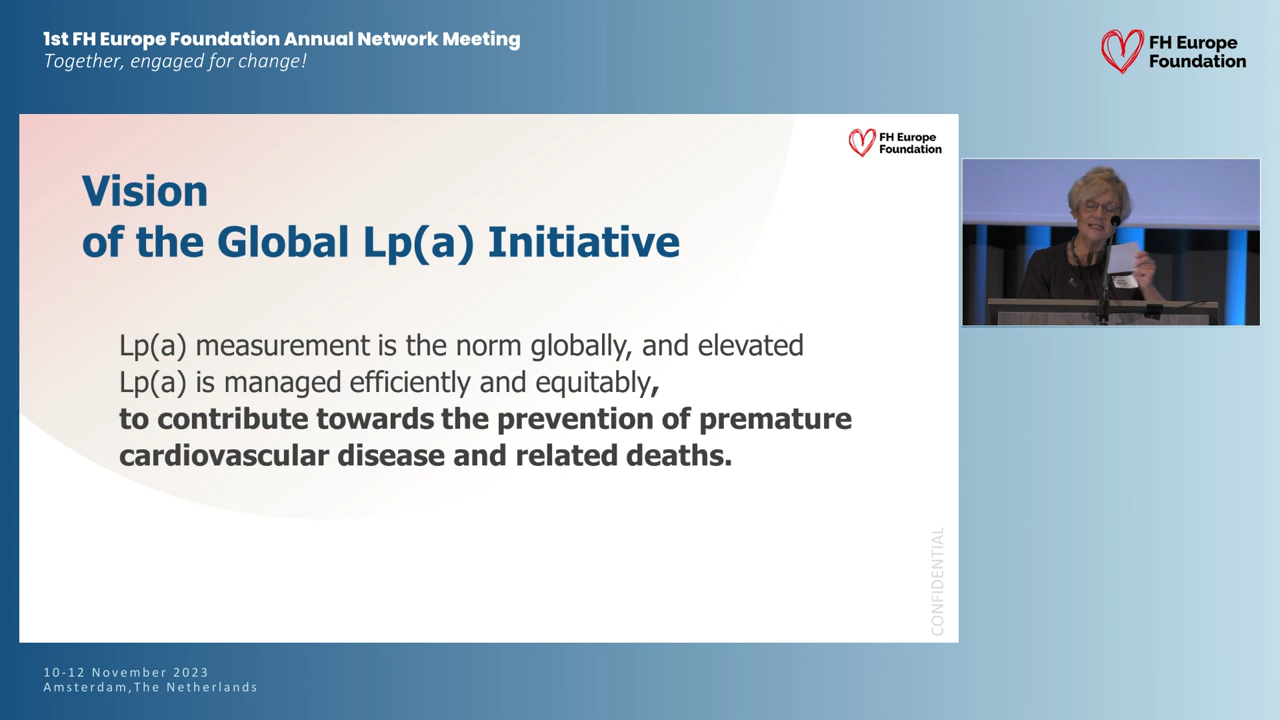 1st FH Europe Foundation Annual Network Meeting
Together, engaged for change!
FH Europe
Foundation
FH Europe
Foundation
Vision
of the Global Lp(a) Initiative
Lp(a) measurement is the norm globally, and elevated
Lp(a) is managed efficiently and equitably,
to contribute towards the prevention of premature
cardiovascular disease and related deaths.
CONFIDENTIAL
10-12 November 2023
Amsterdam,The Netherlands